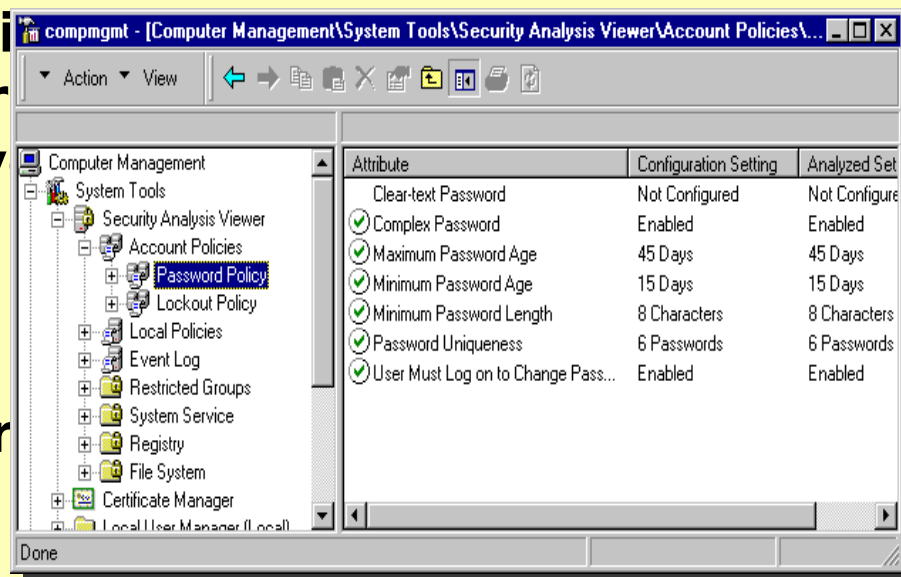 compmgmt - [Computer Management\System Tools\Security Analysis Viewer\Account Policies\...
Action View
Computer Management
System Tools
Security Analysis Viewer
Account Policies
Password Policy
Lockout Policy
Local Policies
Event Log
Restricted Groups
System Service
Registry
File System
Certificate Manager
Local User Manager (Local)
Attribute Configuration Setting Analyzed Set
Clear-text Password Not Configured Not Configure
Complex Password Enabled Enabled
Maximum Password Age 45 Days 45 Days
Minimum Password Age 15 Days 15 Days
Minimum Password Length 8 Characters 8 Characters
Password Uniqueness 6 Passwords 6 Passwords
User Must Log on to Change Pass... Enabled Enabled
Done